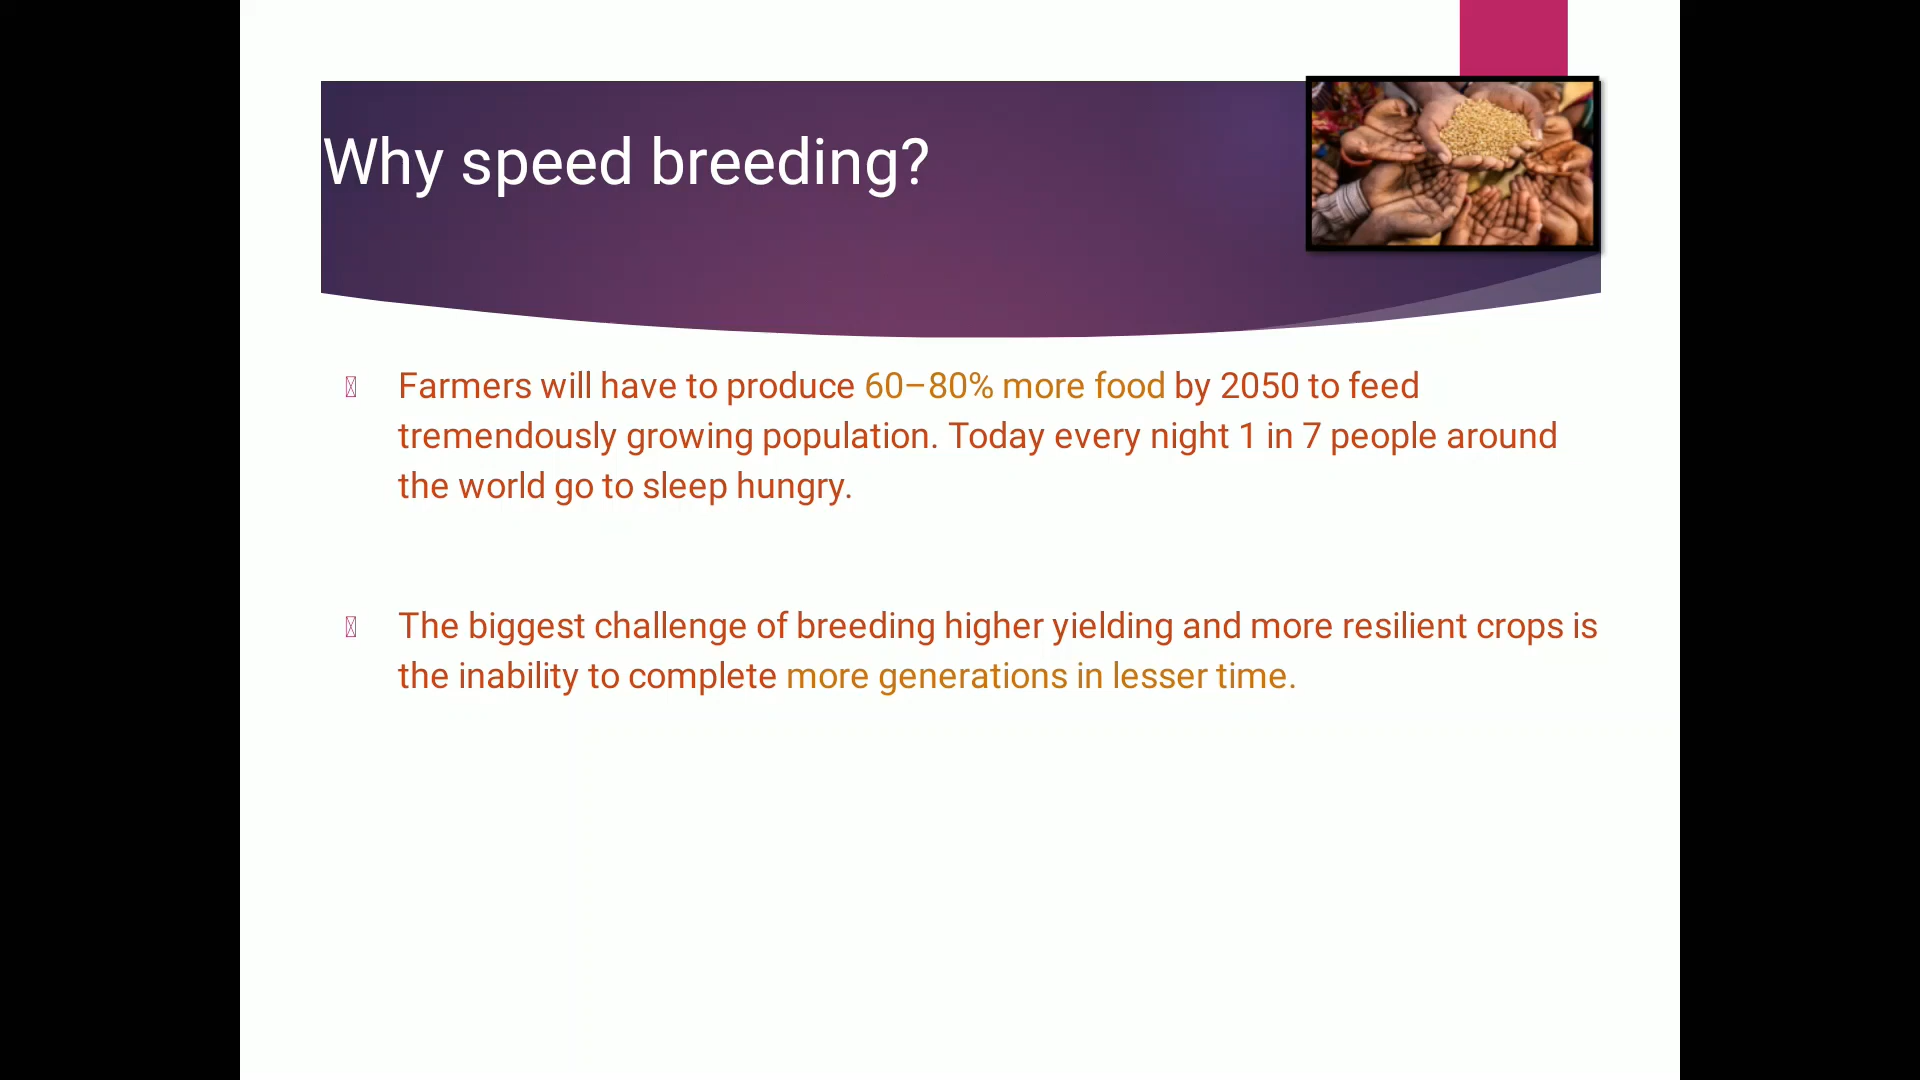 Why speed breeding?
Farmers will have to produce 60–80% more food by 2050 to feed
tremendously growing population. Today every night 1 in 7 people around
the world go to sleep hungry.
The biggest challenge of breeding higher yielding and more resilient crops is
the inability to complete more generations in lesser time.